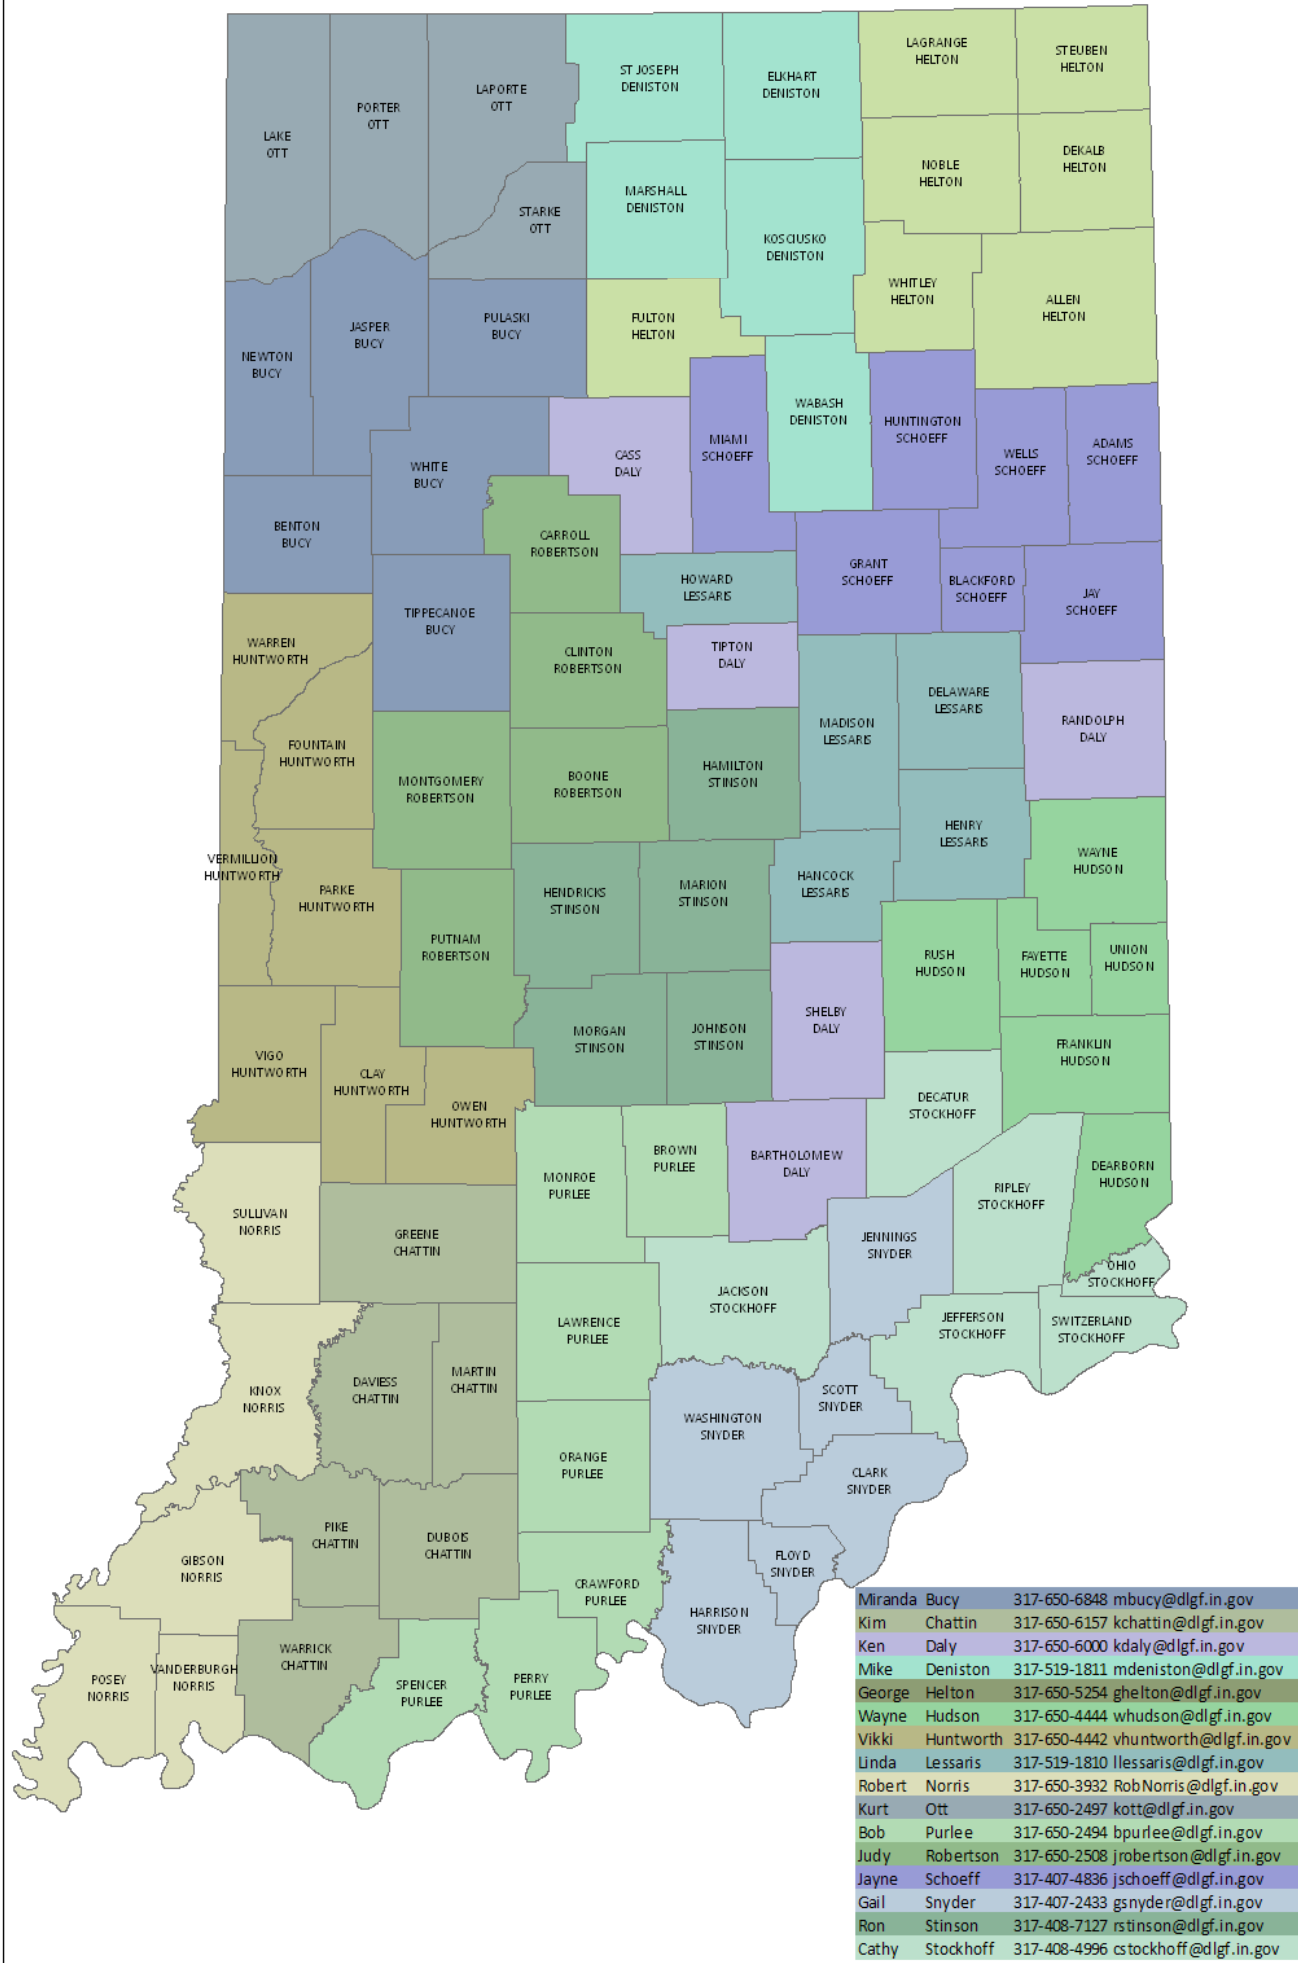 LAKE
OTT
PORTER
OTT
LAPORTE
OTT
ST JOSEPH
DENISTON
ELKHART
DENISTON
LAGRANGE
HELTON
STEUBEN
HELTON
STARKE
OTT
MARSHALL
DENISTON
KOSCIUSKO
DENISTON
NOBLE
HELTON
DEKALB
HELTON
NEWTON
BUCY
JASPER
BUCY
PULASKI
BUCY
FULTON
HELTON
WHITLEY
HELTON
ALLEN
HELTON
WHITE
BUCY
CASS
DALY
MIAMI
SCHOEFF
WABASH
DENISTON
HUNTINGTON
SCHOEFF
WELLS
SCHOEFF
ADAMS
SCHOEFF
BENTON
BUCY
CARROLL
ROBERTSON
HOWARD
LESSARIS
GRANT
SCHOEFF
BLACKFORD
SCHOEFF
JAY
SCHOEFF
WARREN
HUNTWORTH
TIPPECANOE
BUCY
CLINTON
ROBERTSON
TIPTON
DALY
MADISON
LESSARIS
DELAWARE
LESSARIS
RANDOLPH
DALY
FOUNTAIN
HUNTWORTH
MONTGOMERY
ROBERTSON
BOONE
ROBERTSON
HAMILTON
STINSON
HENRY
LESSARIS
WAYNE
HUDSON
VERMILLION
HUNTWORTH
PARKE
HUNTWORTH
PUTNAM
ROBERTSON
HENDRICKS
STINSON
MARION
STINSON
HANCOCK
LESSARIS
RUSH
HUDSON
FAYETTE
HUDSON
UNION
HUDSON
VIGO
HUNTWORTH
CLAY
HUNTWORTH
OWEN
HUNTWORTH
MORGAN
STINSON
JOHNSON
STINSON
SHELBY
DALY
FRANKLIN
HUDSON
DECATUR
STOCKHOFF
SULLIVAN
NORRIS
GREENE
CHATTIN
MONROE
PURLEE
BROWN
PURLEE
BARTHOLOMEW
DALY
JENNINGS
SNYDER
RIPLEY
STOCKHOFF
DEARBORN
HUDSON
OHIO
STOCKHOFF
KNOX
NORRIS
DAVIESS
CHATTIN
MARTIN
CHATTIN
LAWRENCE
PURLEE
JACKSON
STOCKHOFF
JEFFERSON
STOCKHOFF
SWITZERLAND
STOCKHOFF
ORANGE
PURLEE
WASHINGTON
SNYDER
SCOTT
SNYDER
CLARK
SNYDER
GIBSON
NORRIS
PIKE
CHATTIN
DUBOIS
CHATTIN
CRAWFORD
PURLEE
HARRISON
SNYDER
FLOYD
SNYDER
POSEY
NORRIS
VANDERBURGH
NORRIS
WARRICK
CHATTIN
SPENCER
PURLEE
PERRY
PURLEE
Miranda Bucy 317-650-6848 mbucy@dlgf.in.gov
Kim Chattin 317-650-6157 kchattin@dlgf.in.gov
Ken Daly 317-650-6000 kdaly@dlgf.in.gov
Mike Deniston 317-519-1811 mdeniston@dlgf.in.gov
George Helton 317-650-5254 ghelton@dlgf.in.gov
Wayne Hudson 317-650-4444 whudson@dlgf.in.gov
Vikki Huntworth 317-650-4442 vhuntworth@dlgf.in.gov
Linda Lessaris 317-519-1810 llessaris@dlgf.in.gov
Robert Norris 317-650-3932 RobNorris@dlgf.in.gov
Kurt Ott 317-650-2497 kott@dlgf.in.gov
Bob Purlee 317-650-2494 bpurlee@dlgf.in.gov
Judy Robertson 317-650-2508 jrobertson@dlgf.in.gov
Jayne Schoeff 317-407-4836 jschoeff@dlgf.in.gov
Gail Snyder 317-407-2433 gsnyder@dlgf.in.gov
Ron Stinson 317-408-7127 rstinson@dlgf.in.gov
Cathy Stockhoff 317-408-4996 cstockhoff@dlgf.in.gov